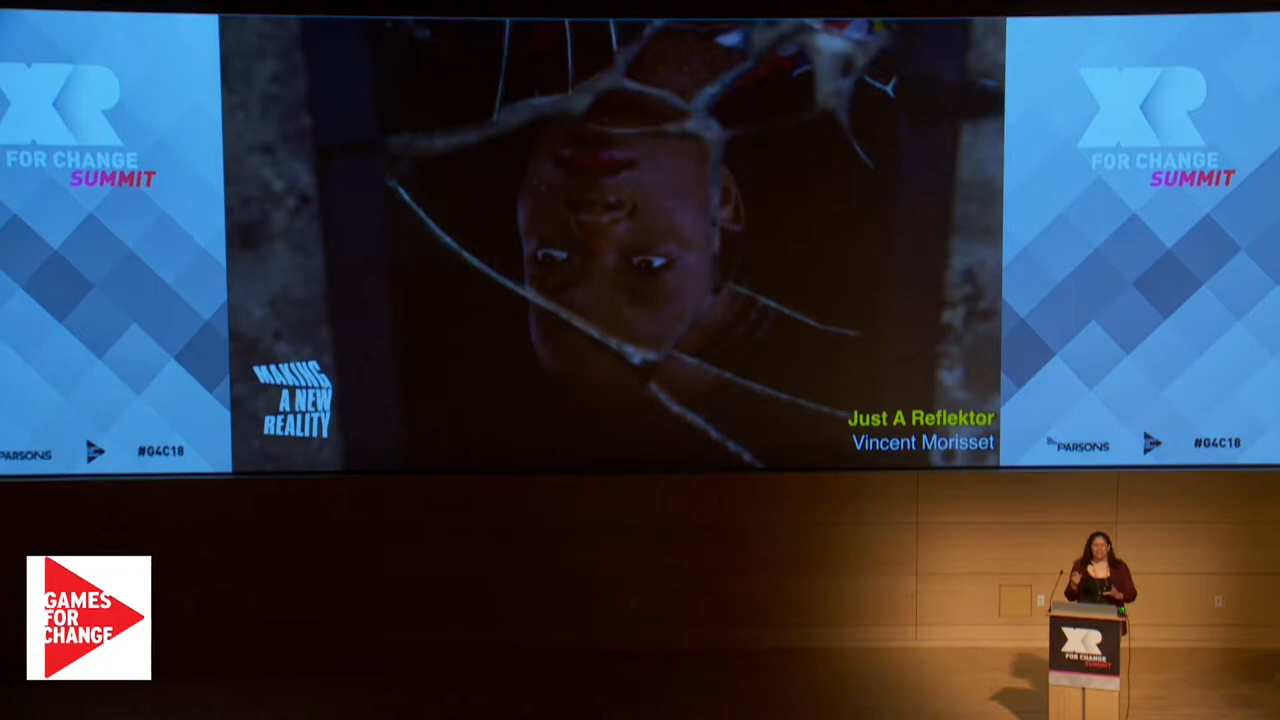 XR
FOR CHANGE
SUMMIT
PARSONS
#G4C18
MAKING
A NEW
REALITY
Just A Reflektor
Vincent Morisset
XR
FOR CHANGE
SUMMIT
PARSONS
#G4C18
GAMES
FOR
CHANGE
XR
FOR CHANGE
SUMMIT